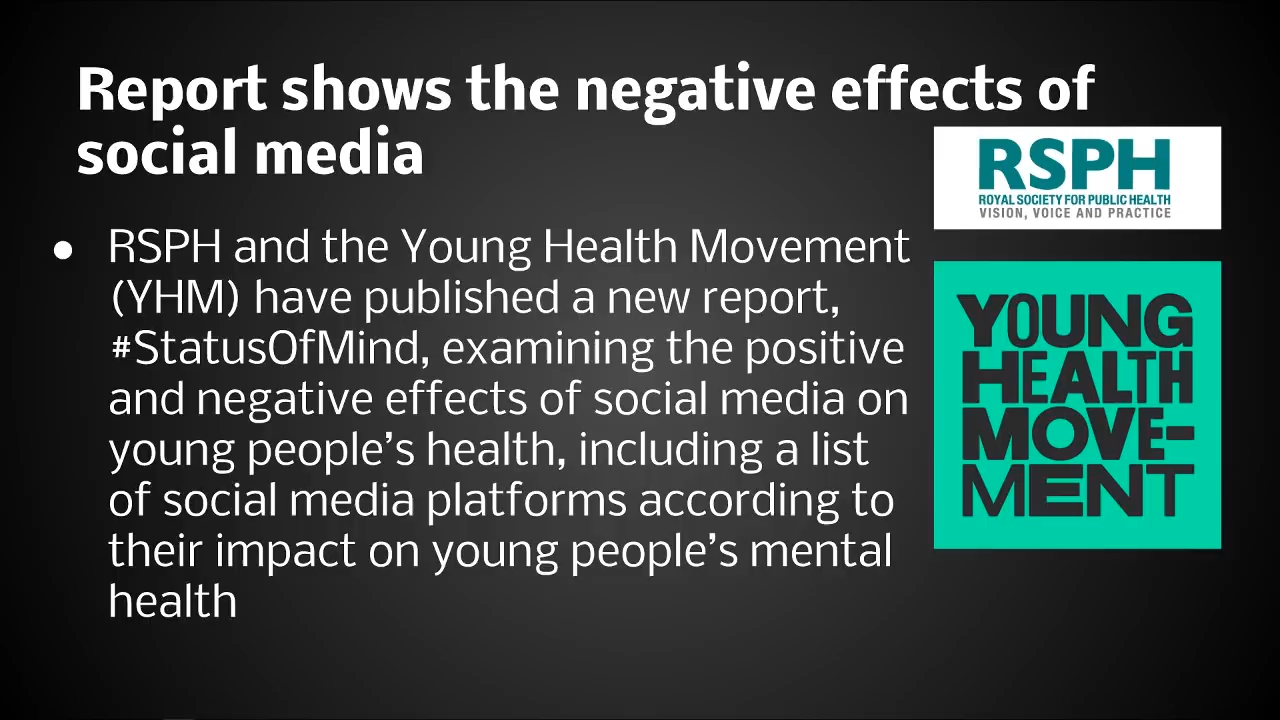 Report shows the negative effects of
social media
RSPH
ROYAL SOCIETY FOR PUBLIC HEALTH
VISION, VOICE AND PRACTICE
● RSPH and the Young Health Movement
(YHM) have published a new report,
#StatusOfMind, examining the positive
and negative effects of social media on
young people’s health, including a list
of social media platforms according to
their impact on young people’s mental
health
YOUNG
HEALTH
MOVE-
MENT